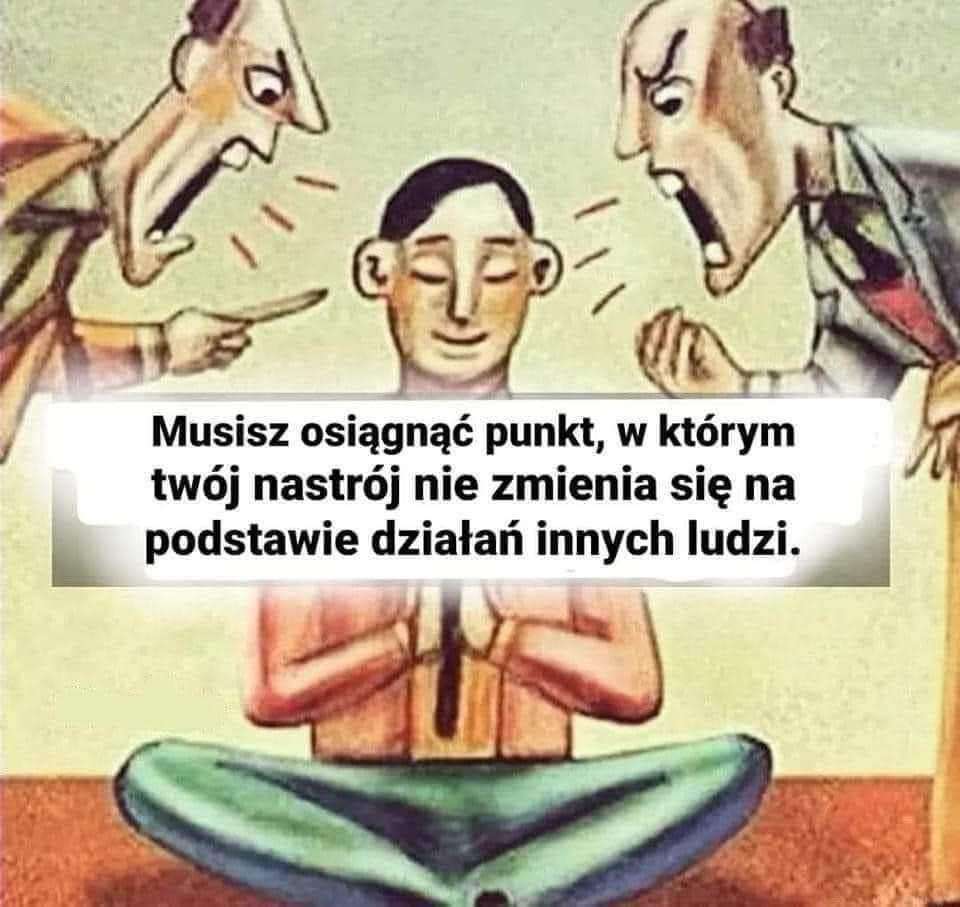 Musisz osiągnąć punkt, w którym
twój nastrój nie zmienia się na
podstawie działań innych ludzi.